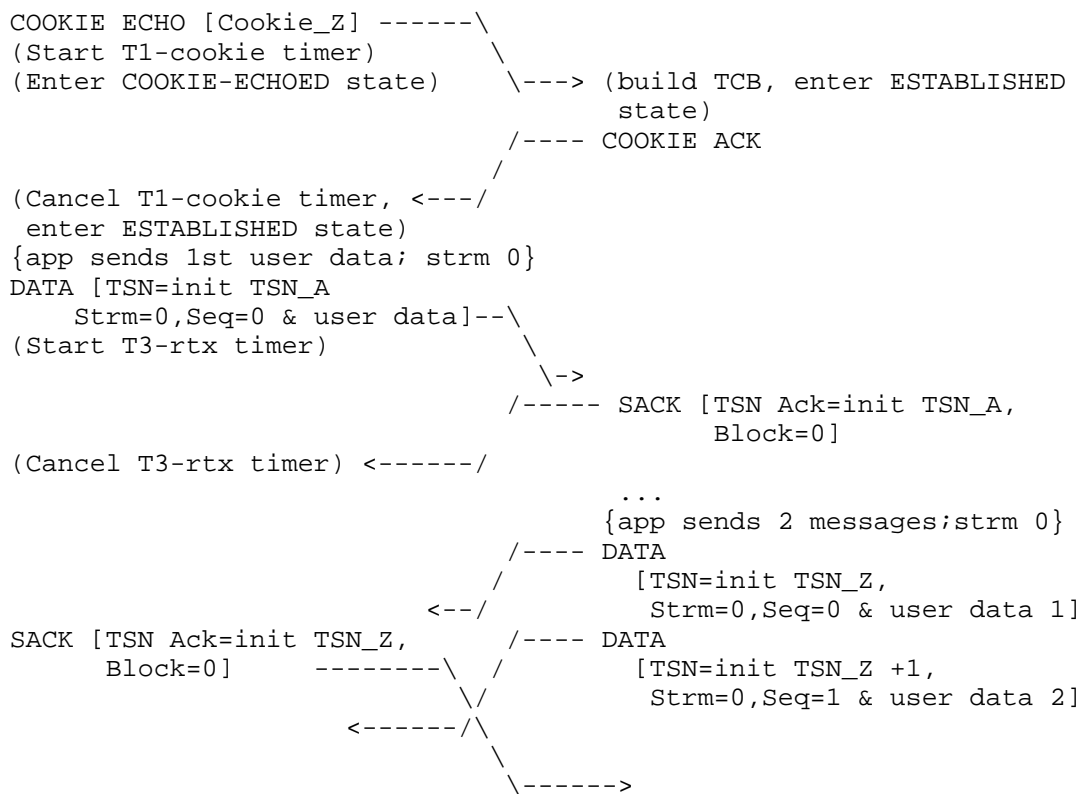 COOKIE ECHO [Cookie_Z] ------\
(Start T1-cookie timer)       \
(Enter COOKIE-ECHOED state)    \---> (build TCB, enter ESTABLISHED
                                      state)
                               /---- COOKIE ACK
                              /
(Cancel T1-cookie timer, <---/
 enter ESTABLISHED state)
{app sends 1st user data; strm 0}
DATA [TSN=init TSN_A
    Strm=0,Seq=0 & user data]--\
(Start T3-rtx timer)            \
                                 \->
                               /----- SACK [TSN Ack=init TSN_A,
                                           Block=0]
(Cancel T3-rtx timer) <------/
                                      ...
                                     {app sends 2 messages;strm 0}
                               /---- DATA
                              /        [TSN=init TSN_Z,
                          <--/          Strm=0,Seq=0 & user data 1]
SACK [TSN Ack=init TSN_Z,      /---- DATA
      Block=0]     --------\  /        [TSN=init TSN_Z +1,
                            \/          Strm=0,Seq=1 & user data 2]
                     <------/\
                              \
                               \------>